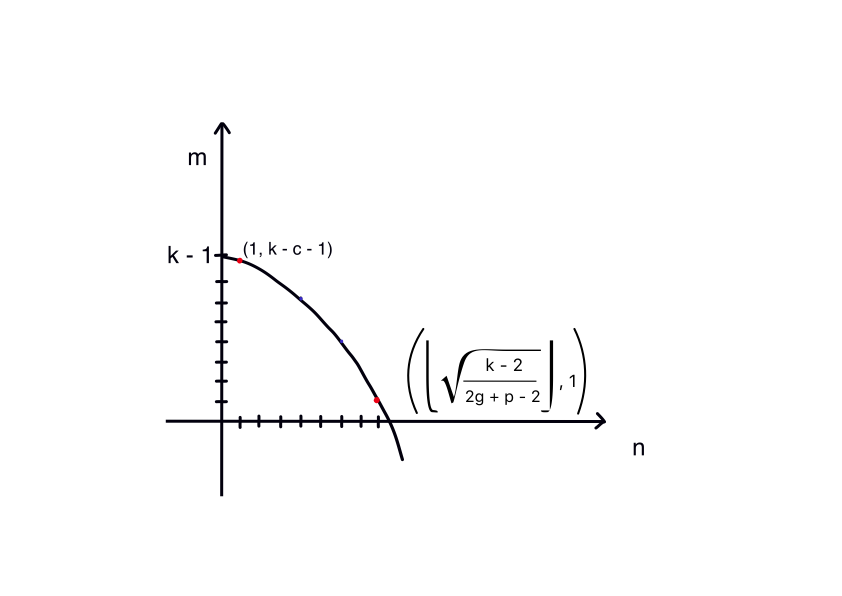 m
k - 1
(1, k - c - 1)
(⌊√((k - 2)/(2g + p - 2))⌋, 1)
n